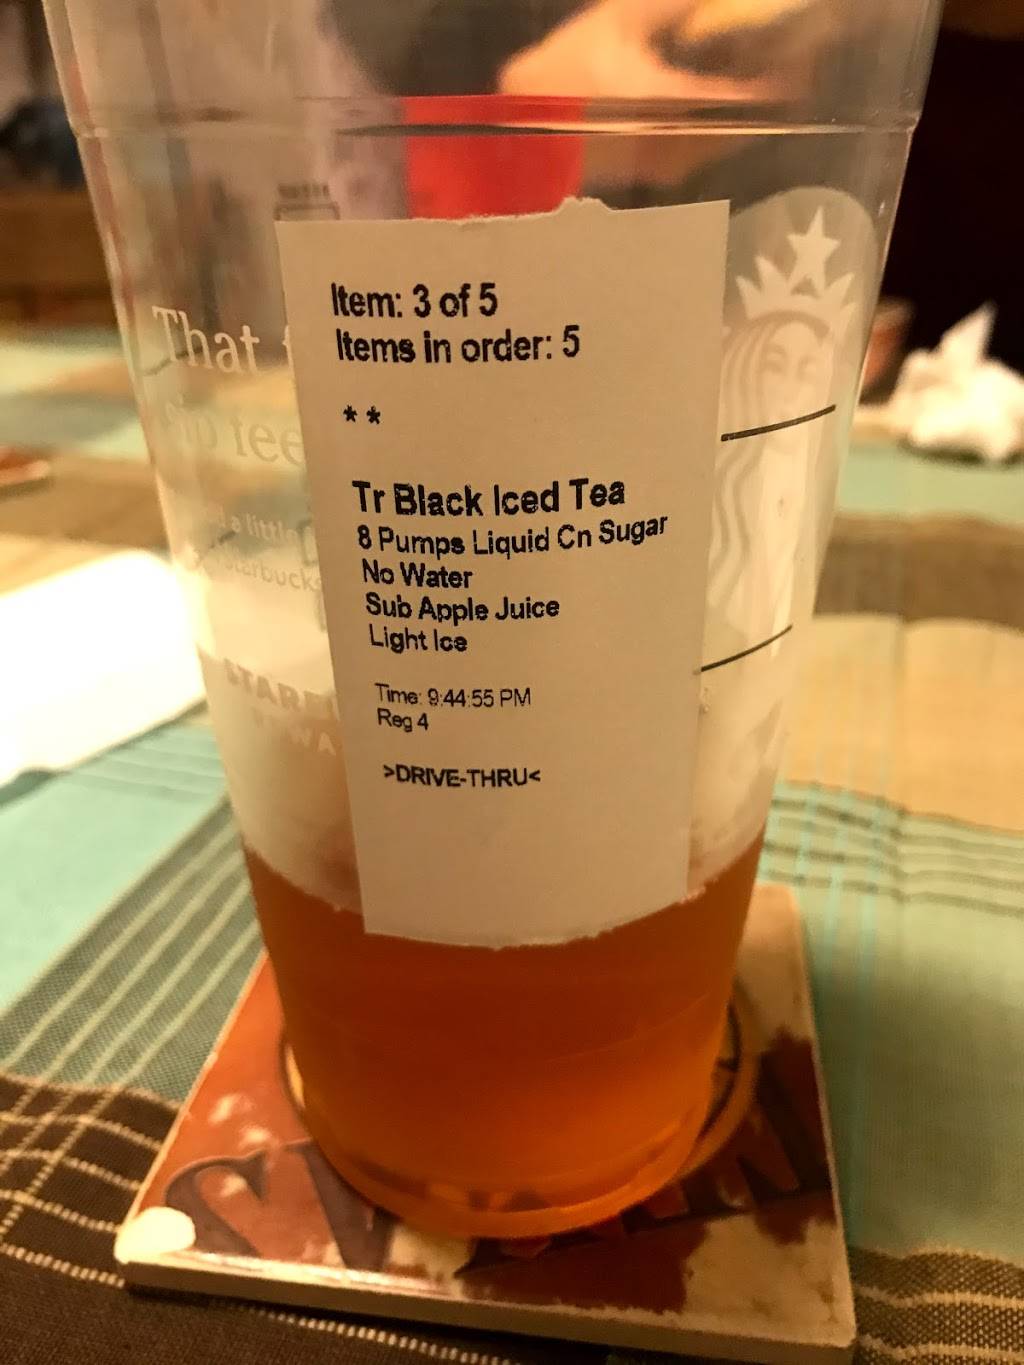 Item: 3 of 5
Items in order: 5
**
Tr Black Iced Tea
8 Pumps Liquid Cn Sugar
No Water
Sub Apple Juice
Light Ice
Time: 9:44:55 PM
Reg 4
>DRIVE-THRU<
That
a little
Starbucks